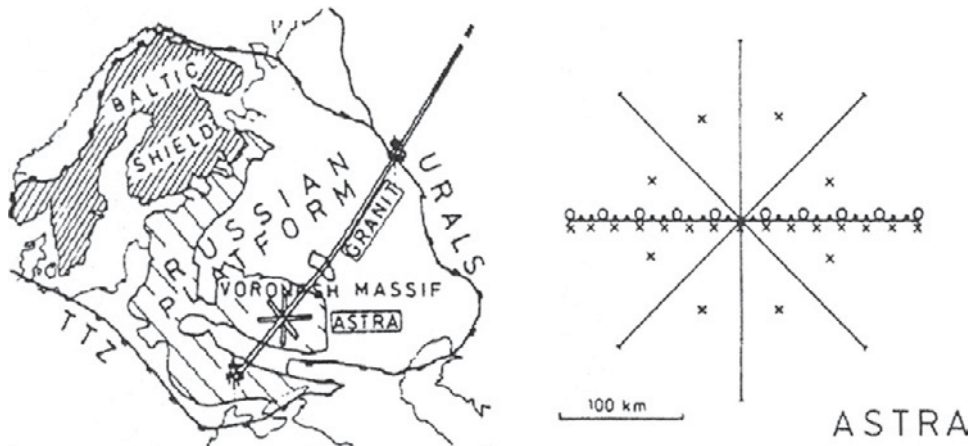 BALTIC
SHIELD
RUSSIAN
PLATFORM
URALS
GRANIT
VORONESH MASSIF
ASTRA
TTZ
100 km
ASTRA